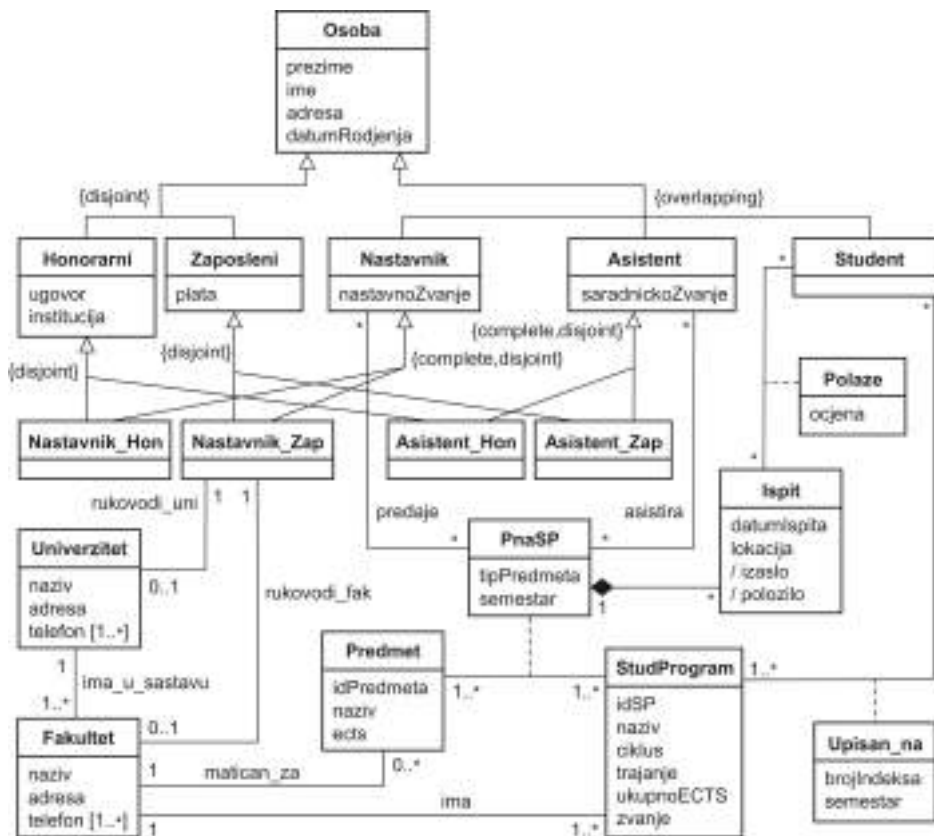 Osoba
prezime
ime
adresa
datumRodjenja
{disjoint}
{overlapping}
Honorarni
ugovor
institucija
Zaposleni
plata
Nastavnik
nastavnoZvanje
Asistent
saradnickoZvanje
Student
*
*
*
*
{disjoint}
{disjoint}
{complete,disjoint}
{complete,disjoint}
Polaze
ocjena
Nastavnik_Hon
Nastavnik_Zap
Asistent_Hon
Asistent_Zap
rukovodi_uni
1
1
predaje
*
asistira
*
*
Ispit
datumIspita
lokacija
/ izaslo
/ polozilo
Univerzitet
naziv
adresa
telefon [1..*]
0..1
rukovodi_fak
PnaSP
tipPredmeta
semestar
1
*
1
ima_u_sastavu
1..*
0..1
Predmet
idPredmeta
naziv
ects
1..*
1..*
StudProgram
idSP
naziv
ciklus
trajanje
ukupnoECTS
zvanje
1..*
Upisan_na
brojIndeksa
semestar
Fakultet
naziv
adresa
telefon [1..*]
1
matican_za
0..*
ima
1
1..*